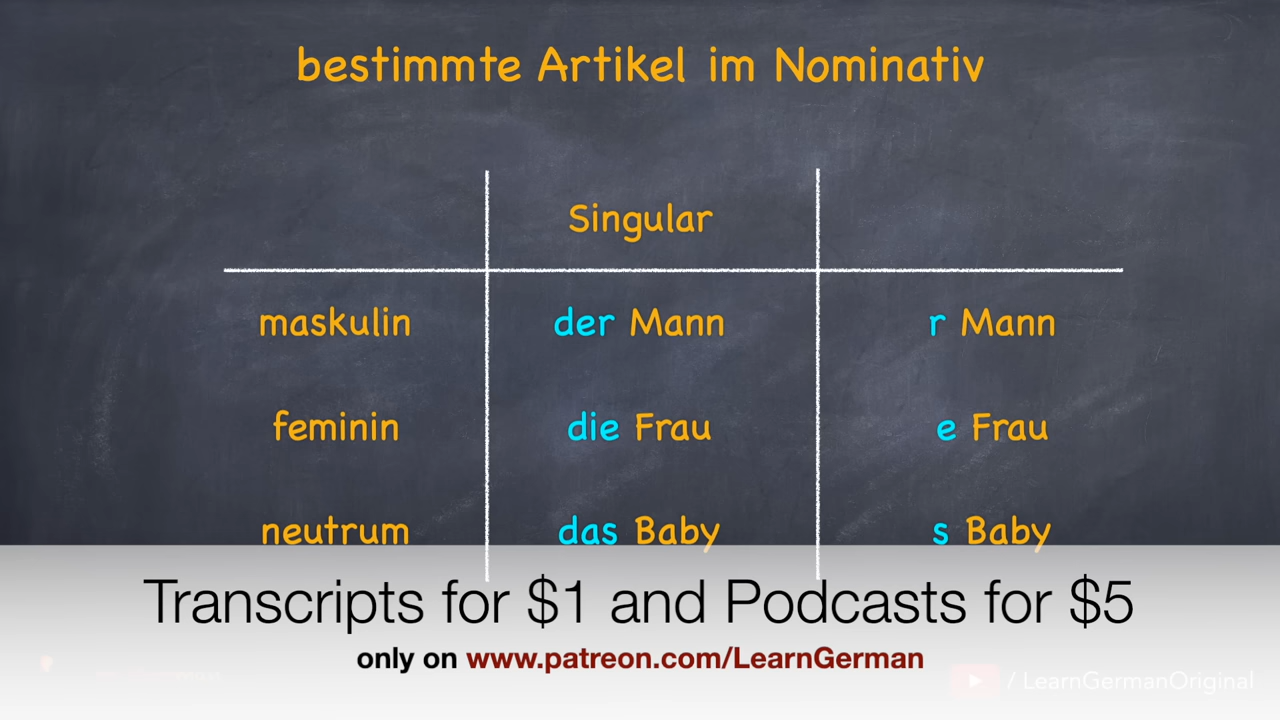 bestimmte Artikel im Nominativ
Singular
maskulin der Mann r Mann
feminin die Frau e Frau
neutrum das Baby s Baby
Transcripts for $1 and Podcasts for $5
only on www.patreon.com/LearnGerman
/ LearnGermanOriginal